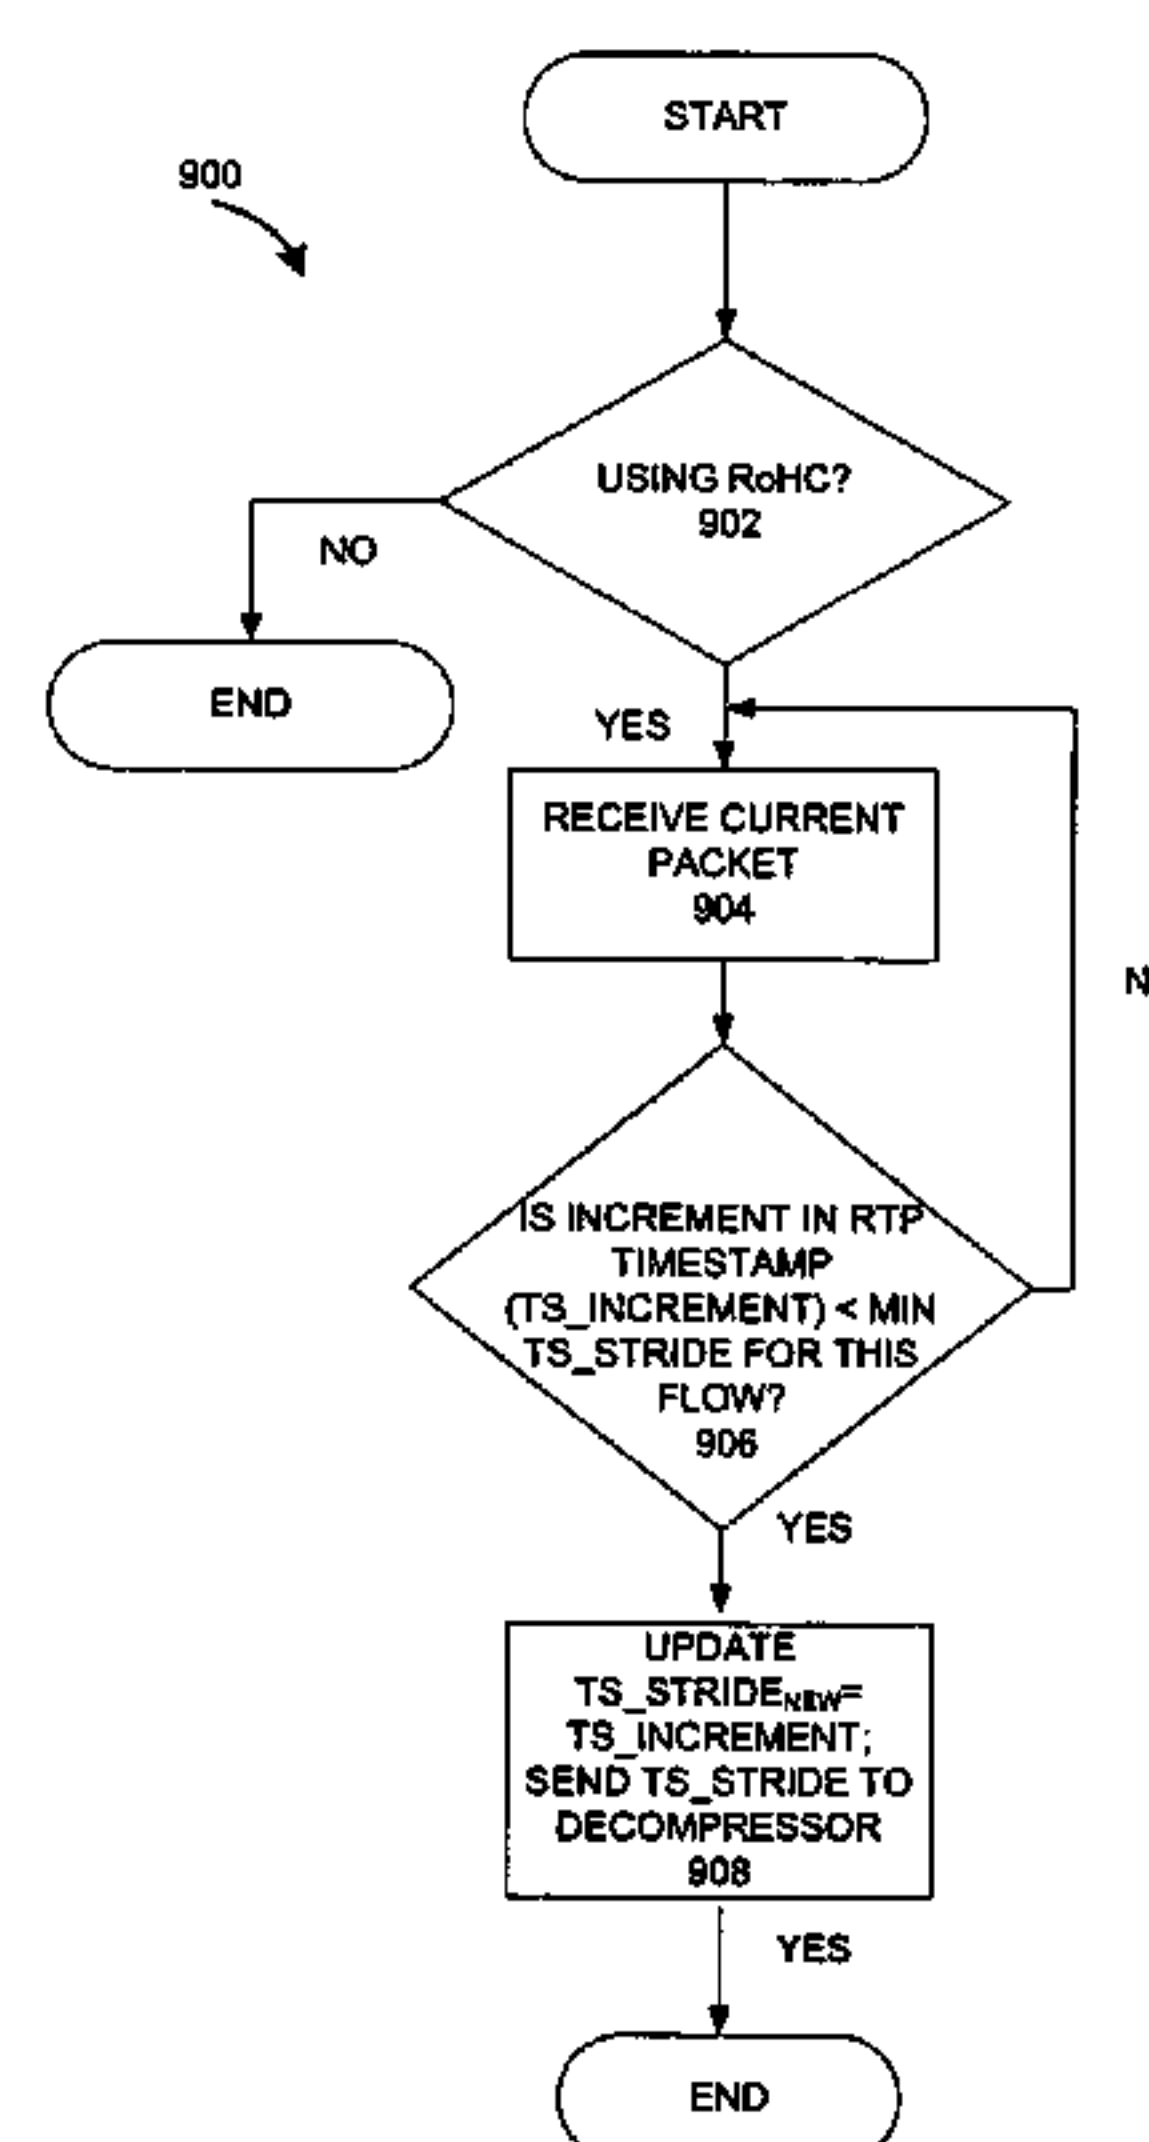 START
900
USING RoHC?
902
NO
END
YES
RECEIVE CURRENT
PACKET
904
N
IS INCREMENT IN RTP
TIMESTAMP
(TS_INCREMENT) < MIN
TS_STRIDE FOR THIS
FLOW?
906
YES
UPDATE
TS_STRIDENEW=
TS_INCREMENT;
SEND TS_STRIDE TO
DECOMPRESSOR
908
YES
END